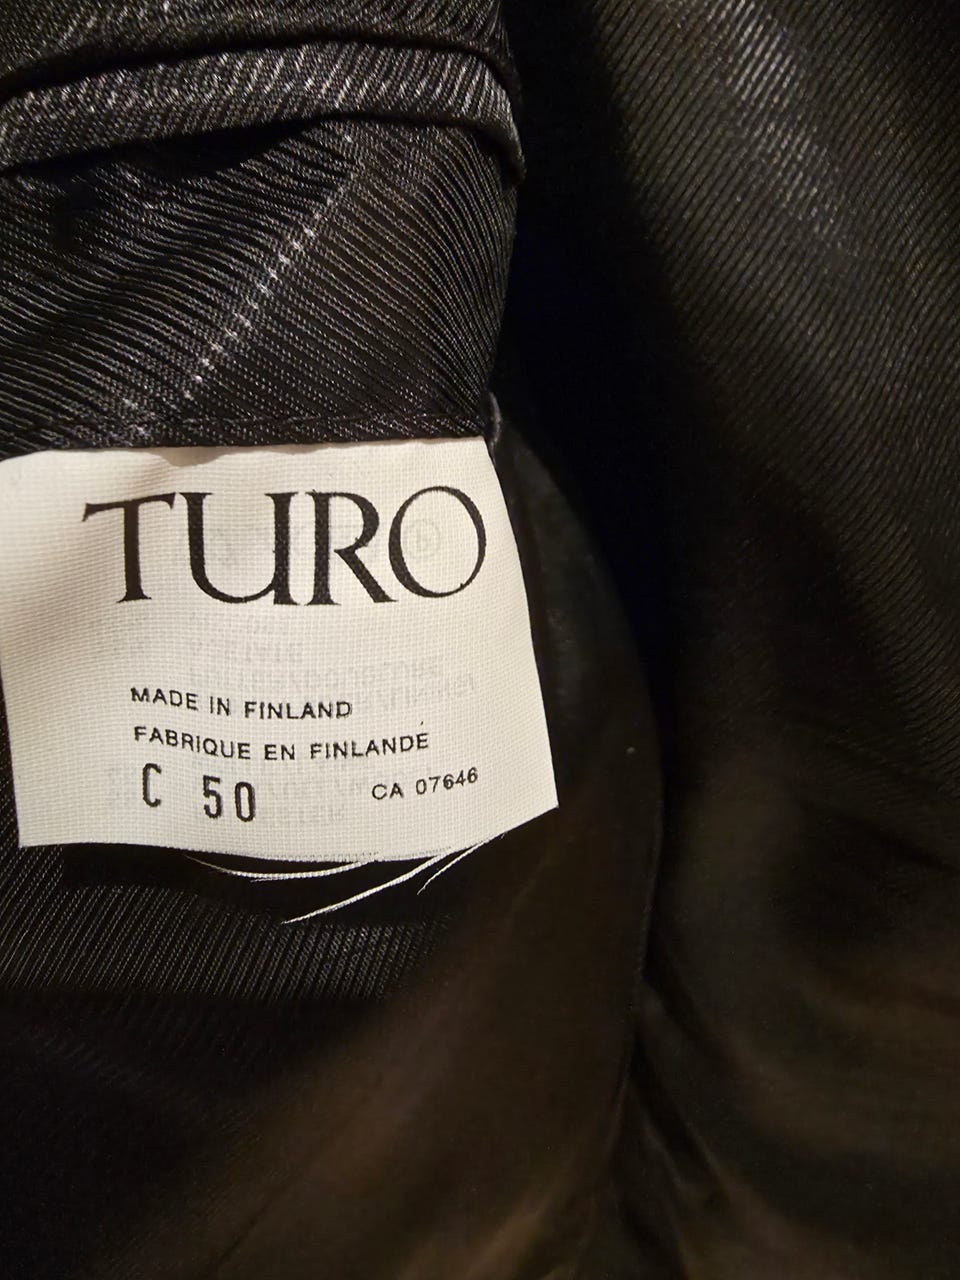 TURO
MADE IN FINLAND
FABRIQUE EN FINLANDE
C 50
CA 07646